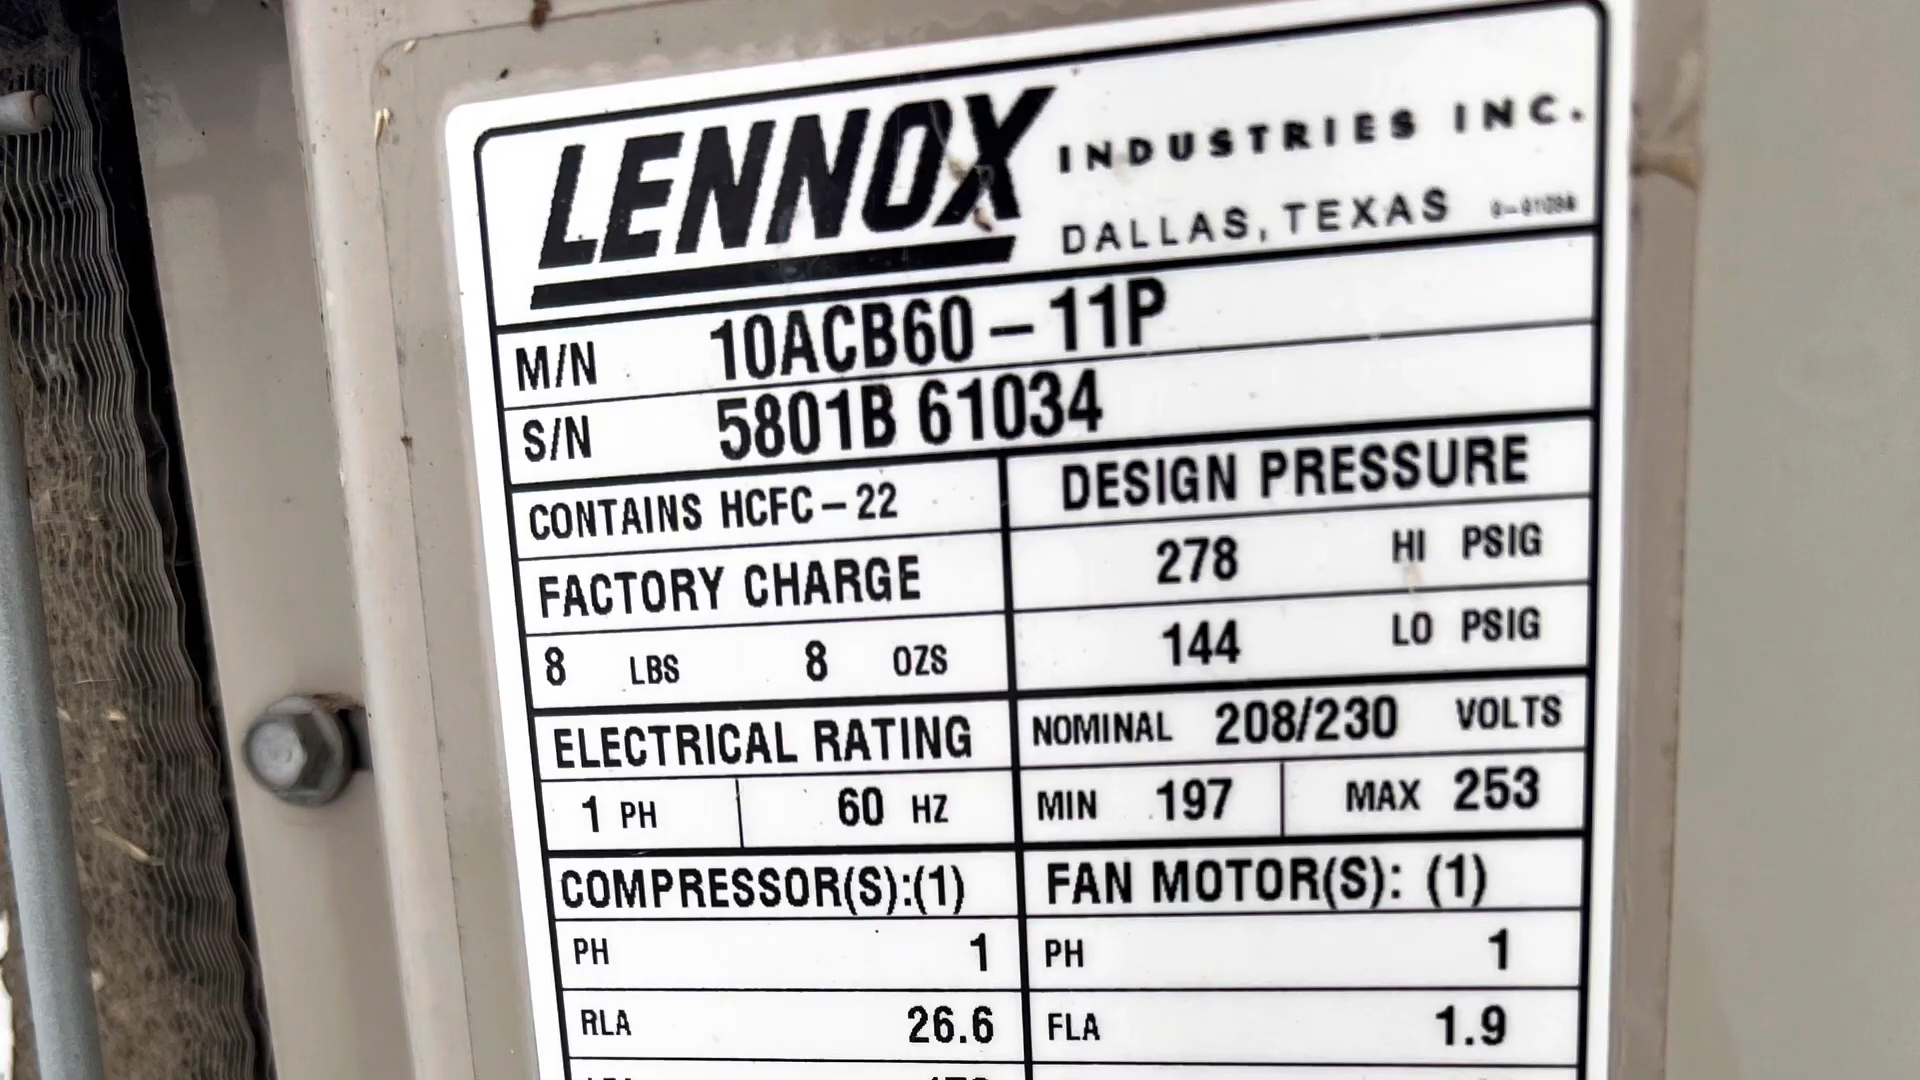 LENNOX INDUSTRIES INC.
DALLAS, TEXAS
M/N 10ACB60-11P
S/N 5801B 61034
CONTAINS HCFC-22
DESIGN PRESSURE
278 HI PSIG
FACTORY CHARGE
144 LO PSIG
8 LBS 8 OZS
ELECTRICAL RATING
NOMINAL 208/230 VOLTS
1 PH 60 HZ
MIN 197 MAX 253
COMPRESSOR(S):(1)
FAN MOTOR(S): (1)
PH 1
PH 1
RLA 26.6
FLA 1.9